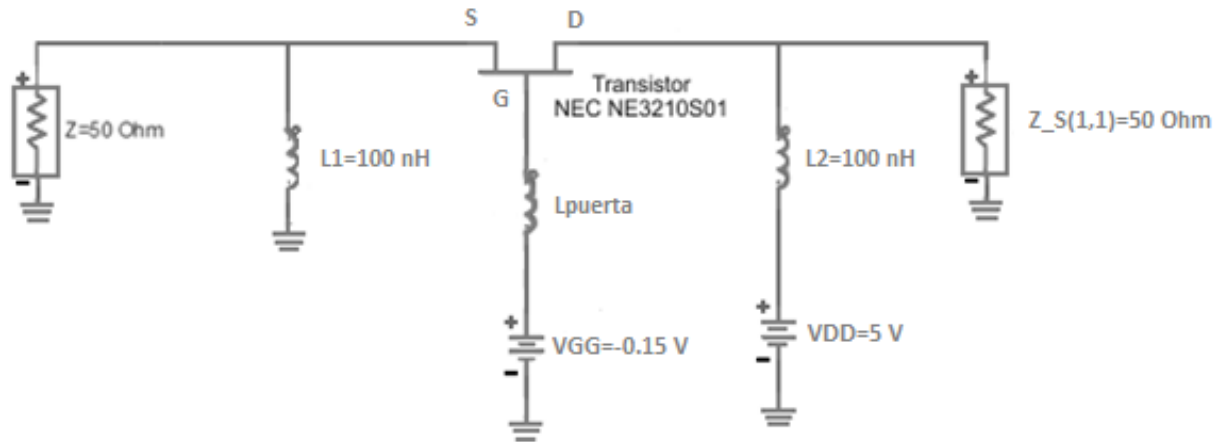 S
D
G
Transistor
NEC NE3210S01
+
Z=50 Ohm
-
L1=100 nH
Lpuerta
L2=100 nH
+
Z_S(1,1)=50 Ohm
-
+
VGG=-0.15 V
-
+
VDD=5 V
-